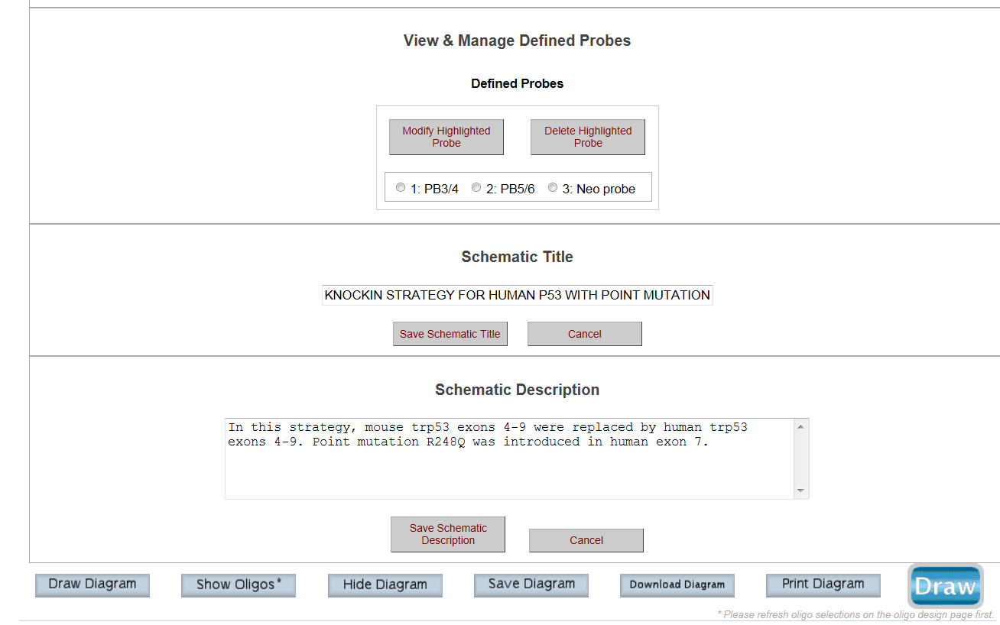 View & Manage Defined Probes
Defined Probes
Modify Highlighted
Probe
Delete Highlighted
Probe
1: PB3/4 2: PB5/6 3: Neo probe
Schematic Title
KNOCKIN STRATEGY FOR HUMAN P53 WITH POINT MUTATION
Save Schematic Title
Cancel
Schematic Description
In this strategy, mouse trp53 exons 4-9 were replaced by human trp53
exons 4-9. Point mutation R248Q was introduced in human exon 7.
Save Schematic
Description
Cancel
Draw Diagram
Show Oligos*
Hide Diagram
Save Diagram
Download Diagram
Print Diagram
Draw
* Please refresh oligo selections on the oligo design page first.